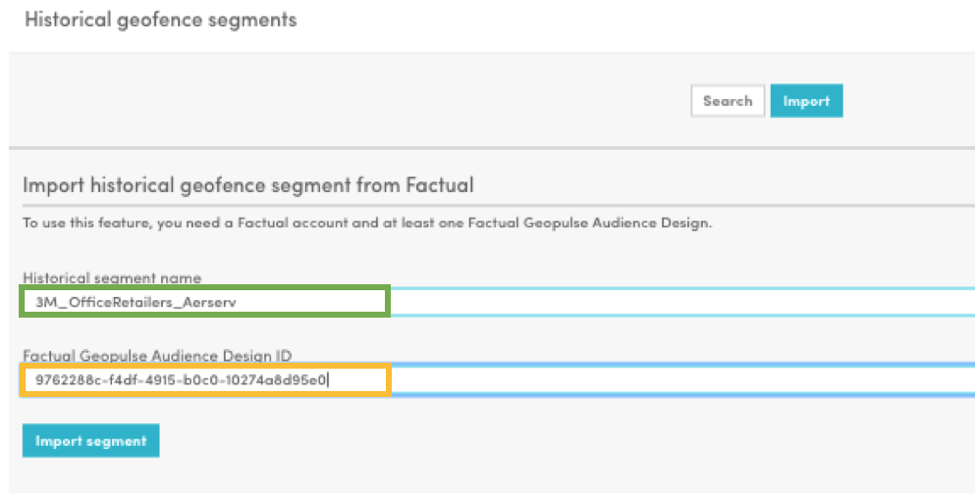 Historical geofence segments
Search Import
Import historical geofence segment from Factual
To use this feature, you need a Factual account and at least one Factual Geopulse Audience Design.
Historical segment name
3M_OfficeRetailers_Aerserv
Factual Geopulse Audience Design ID
9762288c-f4df-4915-b0c0-10274a8d95e0
Import segment